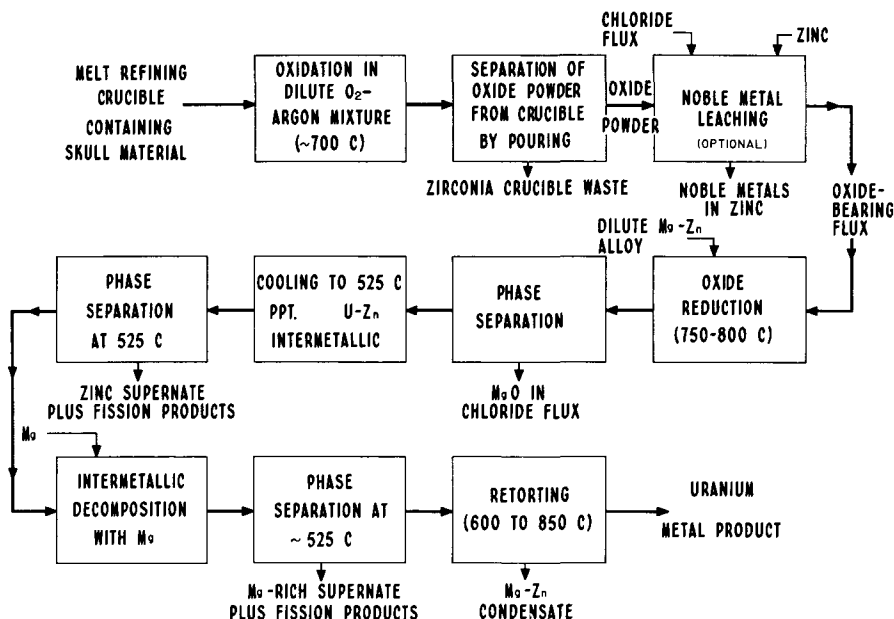 MELT REFINING
CRUCIBLE
CONTAINING
SKULL MATERIAL
OXIDATION IN
DILUTE O2-
ARGON MIXTURE
(~700 C)
SEPARATION OF
OXIDE POWDER
FROM CRUCIBLE
BY POURING
ZIRCONIA CRUCIBLE WASTE
OXIDE
POWDER
CHLORIDE
FLUX
ZINC
NOBLE METAL
LEACHING
(OPTIONAL)
NOBLE METALS
IN ZINC
OXIDE-
BEARING
FLUX
DILUTE Mg-Zn
ALLOY
OXIDE
REDUCTION
(750-800 C)
PHASE
SEPARATION
MgO IN
CHLORIDE FLUX
COOLING TO 525 C
PPT. U-Zn
INTERMETALLIC
PHASE
SEPARATION
AT 525 C
ZINC SUPERNATE
PLUS FISSION PRODUCTS
Mg
INTERMETALLIC
DECOMPOSITION
WITH Mg
PHASE
SEPARATION AT
~ 525 C
Mg-RICH SUPERNATE
PLUS FISSION PRODUCTS
RETORTING
(600 TO 850 C)
Mg-Zn
CONDENSATE
URANIUM
METAL PRODUCT